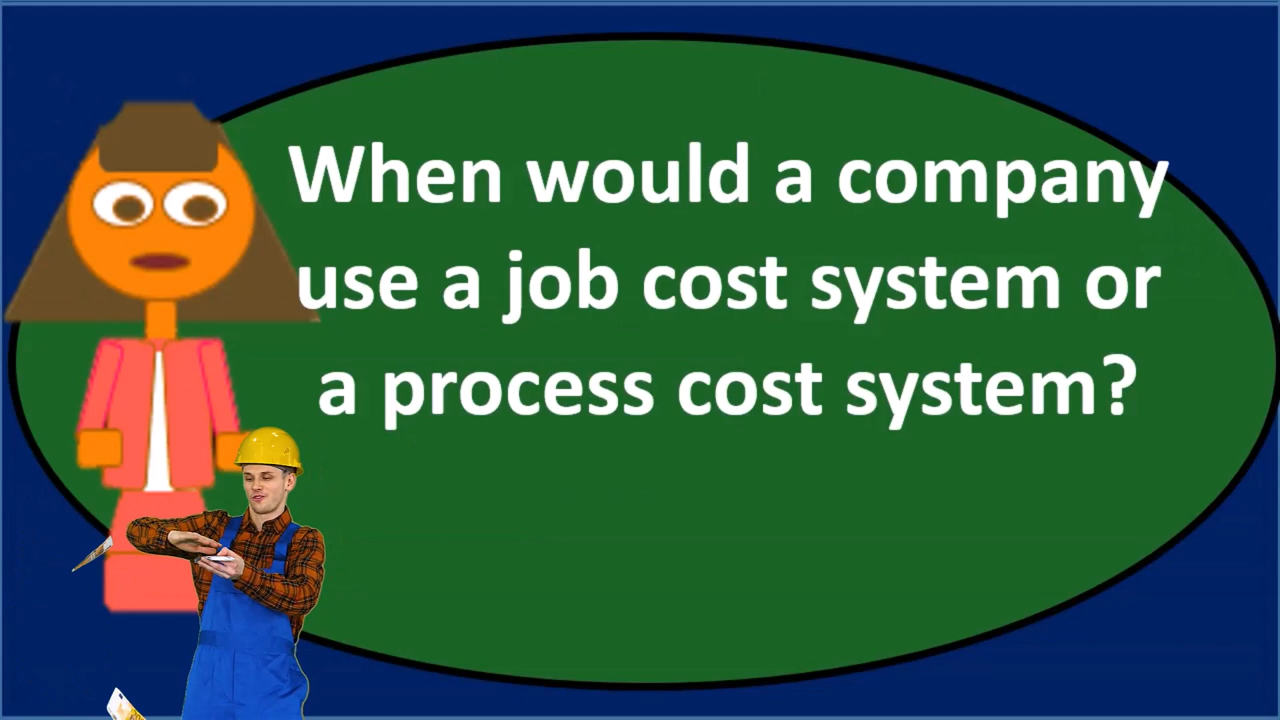 When would a company
use a job cost system or
a process cost system?